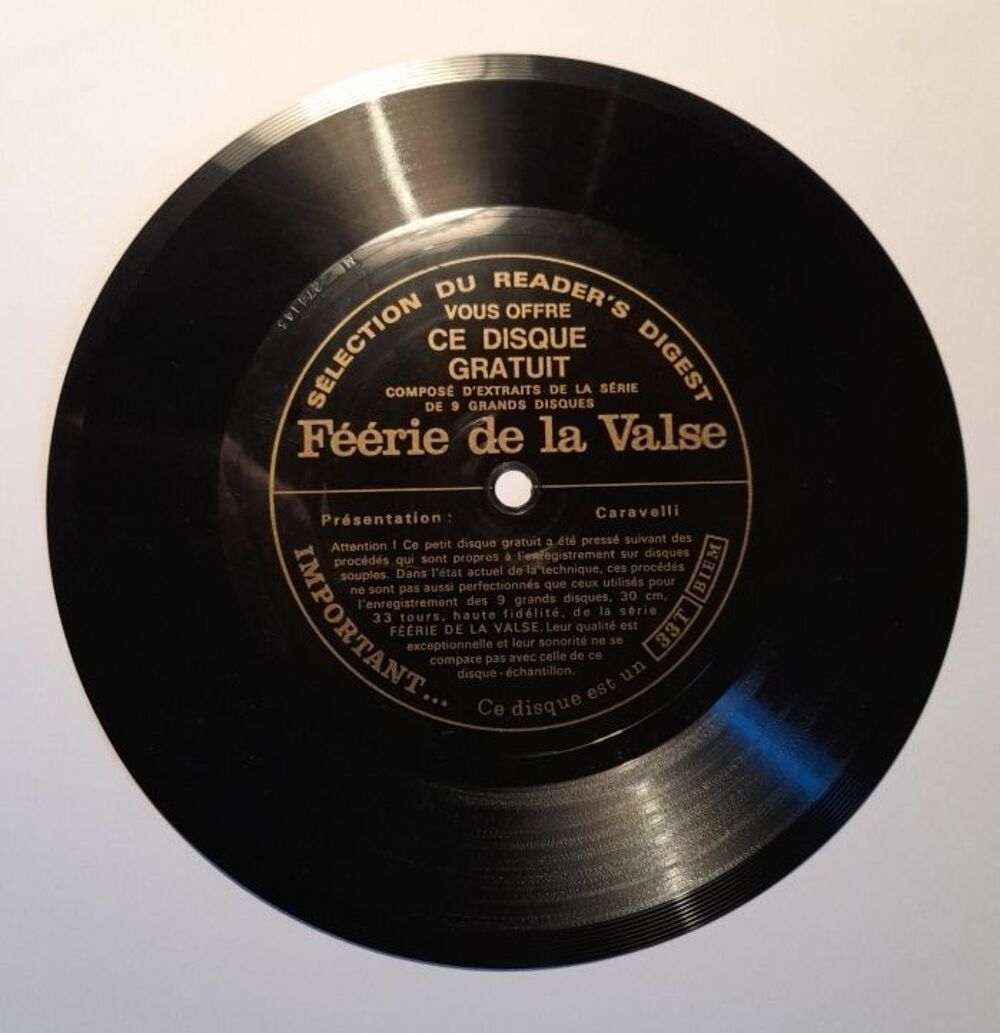 SÉLECTION DU READER'S DIGEST
VOUS OFFRE
CE DISQUE
GRATUIT
COMPOSÉ D'EXTRAITS DE LA SÉRIE
DE 9 GRANDS DISQUES
Féérie de la Valse
Présentation : Caravelli
Attention ! Ce petit disque gratuit a été pressé suivant des
procédés qui sont propres à l'enregistrement sur disques
souples. Dans l'état actuel de la technique, ces procédés
ne sont pas aussi perfectionnés que ceux utilisés pour
l'enregistrement des 9 grands disques, 30 cm,
33 tours, haute fidélité, de la série
FÉÉRIE DE LA VALSE. Leur qualité est
exceptionnelle et leur sonorité ne se
compare pas avec celle de ce
disque-échantillon.
IMPORTANT... Ce disque est un 33T BIEM